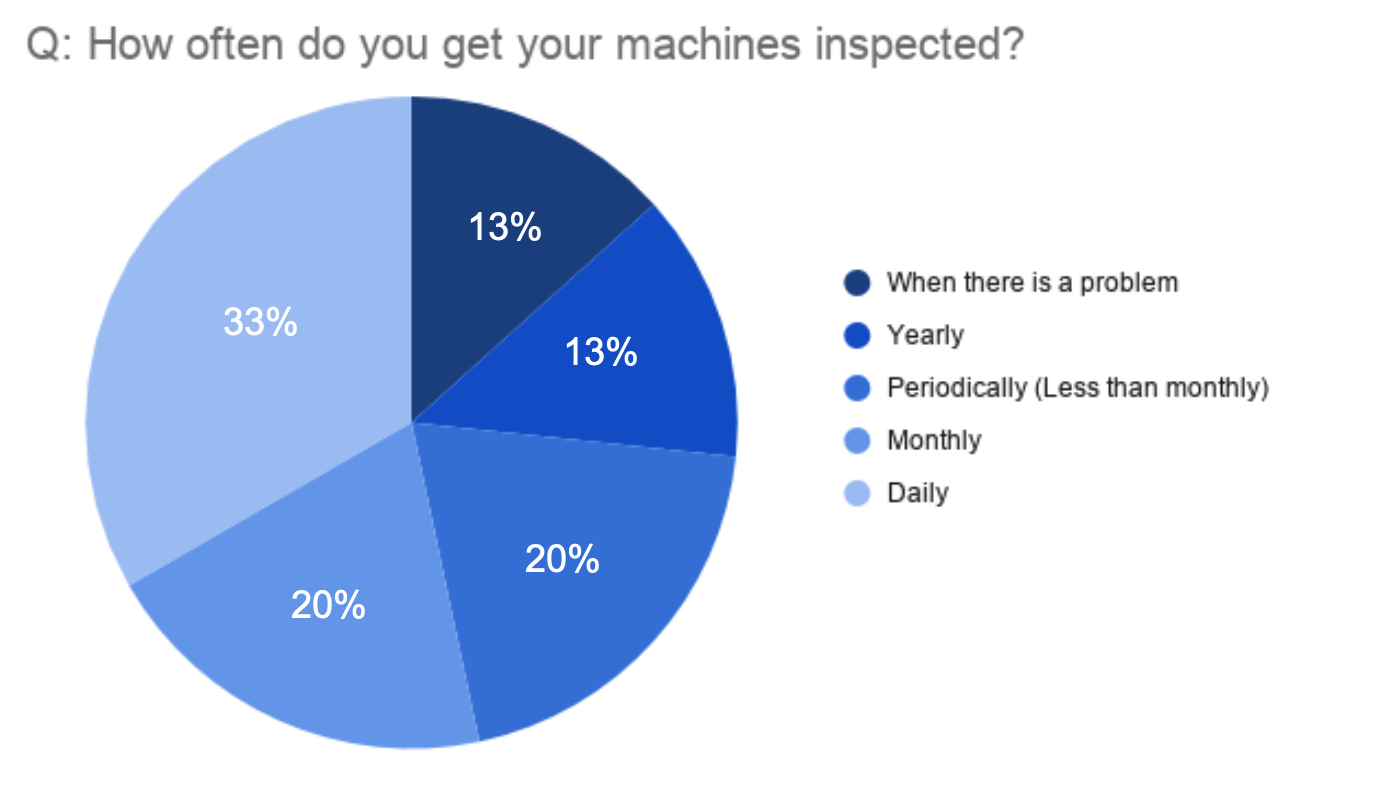 Q: How often do you get your machines inspected?
13%
33%
13%
20%
20%
When there is a problem
Yearly
Periodically (Less than monthly)
Monthly
Daily